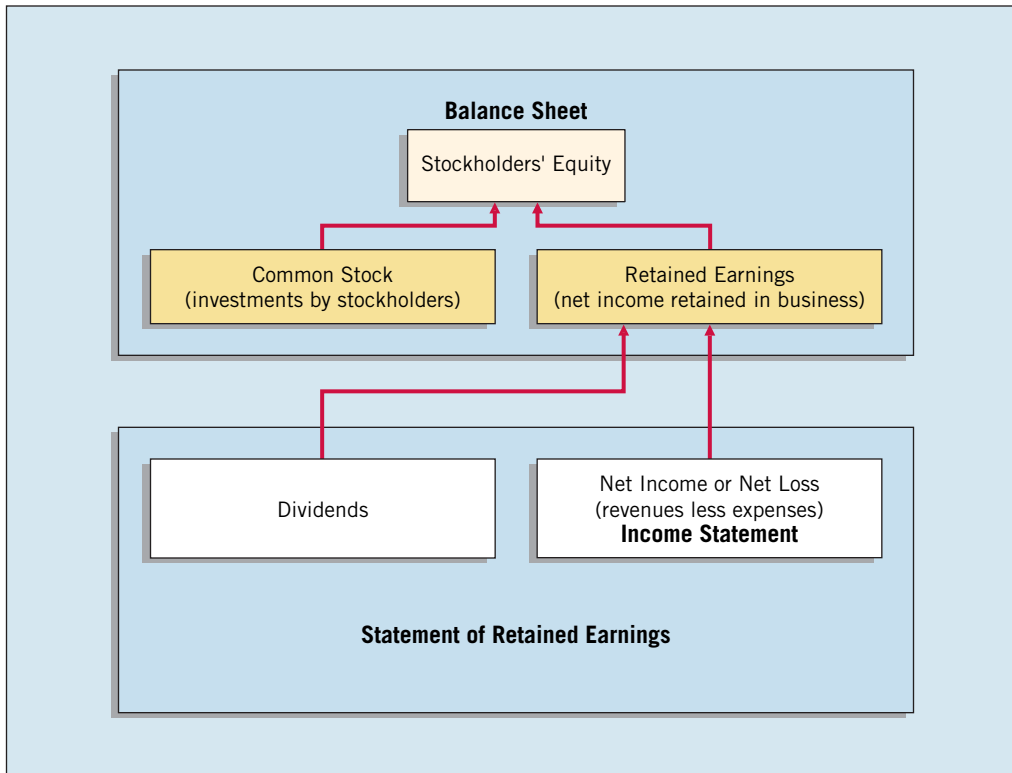 Balance Sheet
Stockholders' Equity
Common Stock
(investments by stockholders)
Retained Earnings
(net income retained in business)
Dividends
Net Income or Net Loss
(revenues less expenses)
Income Statement
Statement of Retained Earnings